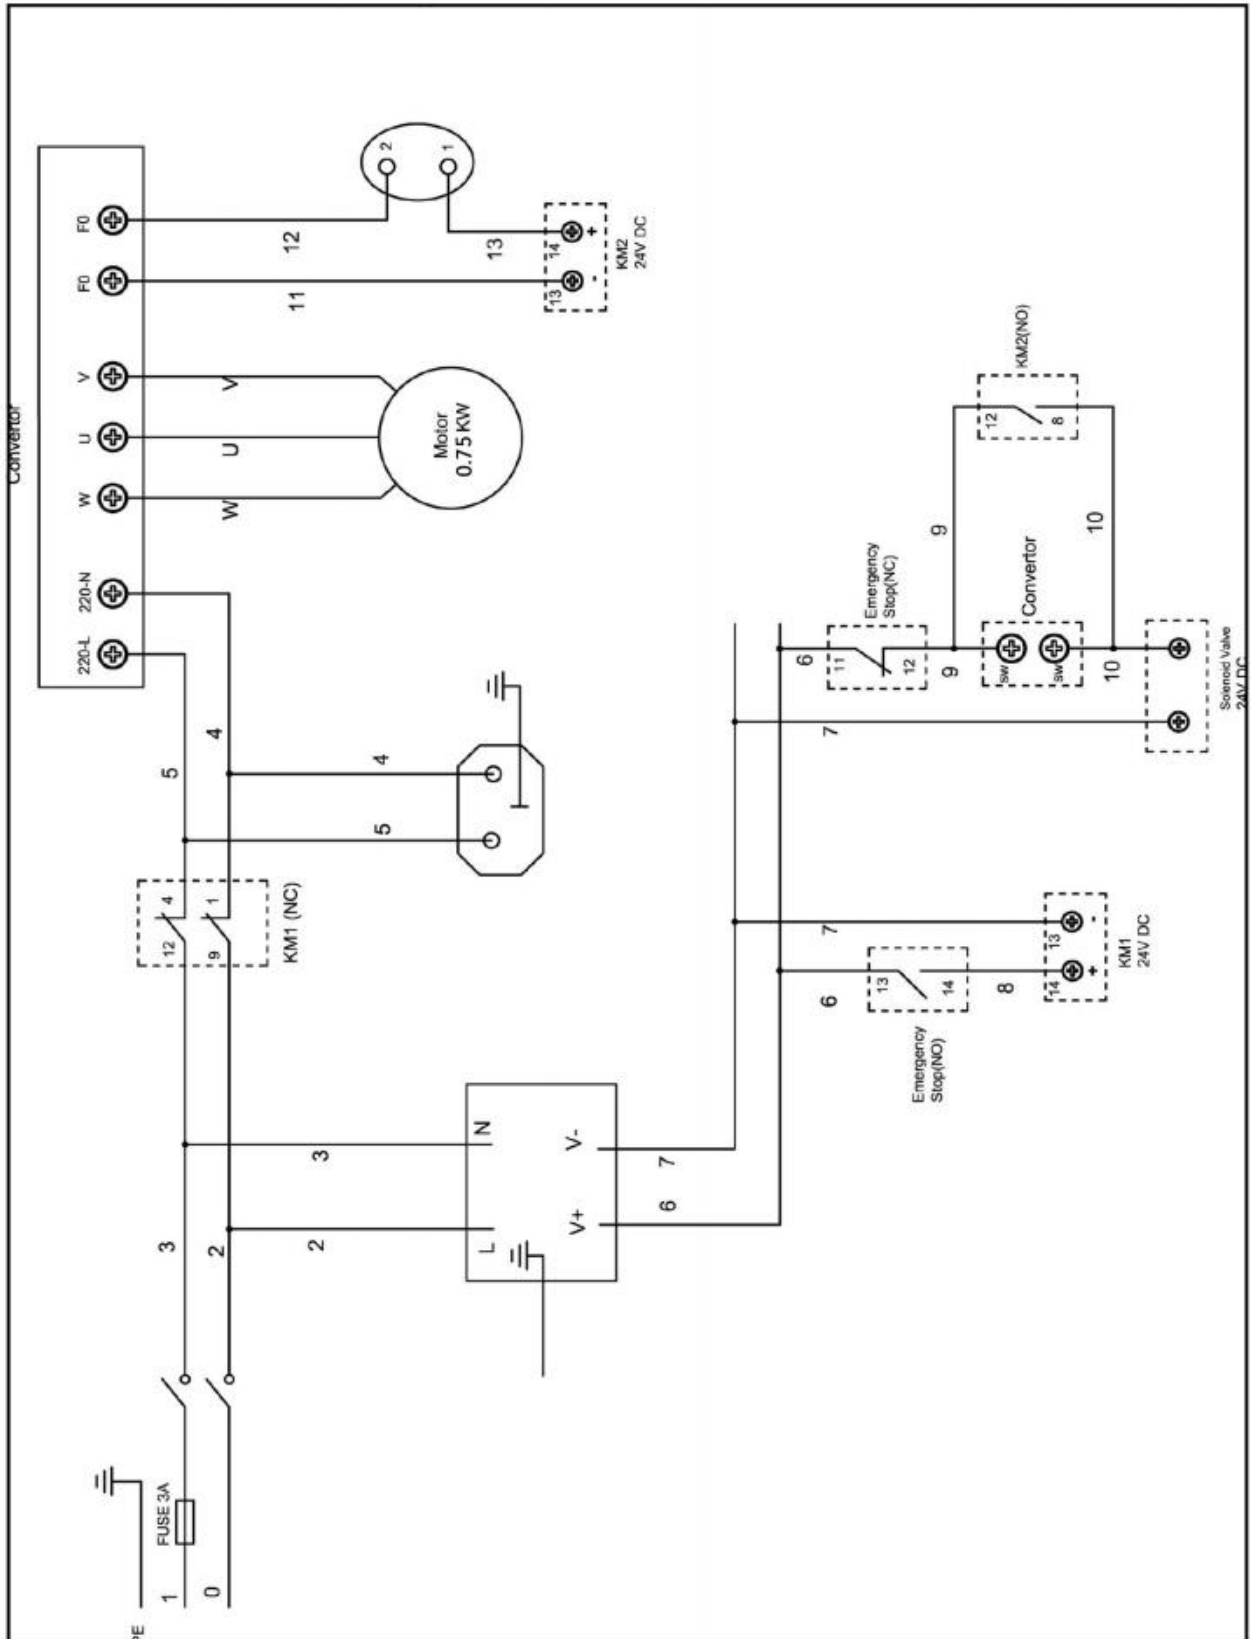 Convertor
220-L
220-N
W
U
V
F0
F0
W
U
V
11
12
2
1
13
13
14
-
+
KM2
24V DC
Motor
0.75 KW
PE
1
0
FUSE 3A
3
2
3
2
12
4
9
1
KM1 (NC)
5
4
5
4
L
N
V+
V-
6
7
6
13
14
Emergency
Stop(NO)
8
7
14
13
+
-
KM1
24V DC
7
6
11
12
Emergency
Stop(NC)
9
9
sw
sw
Convertor
10
10
12
8
KM2(NO)
Solenoid Valve
24V DC